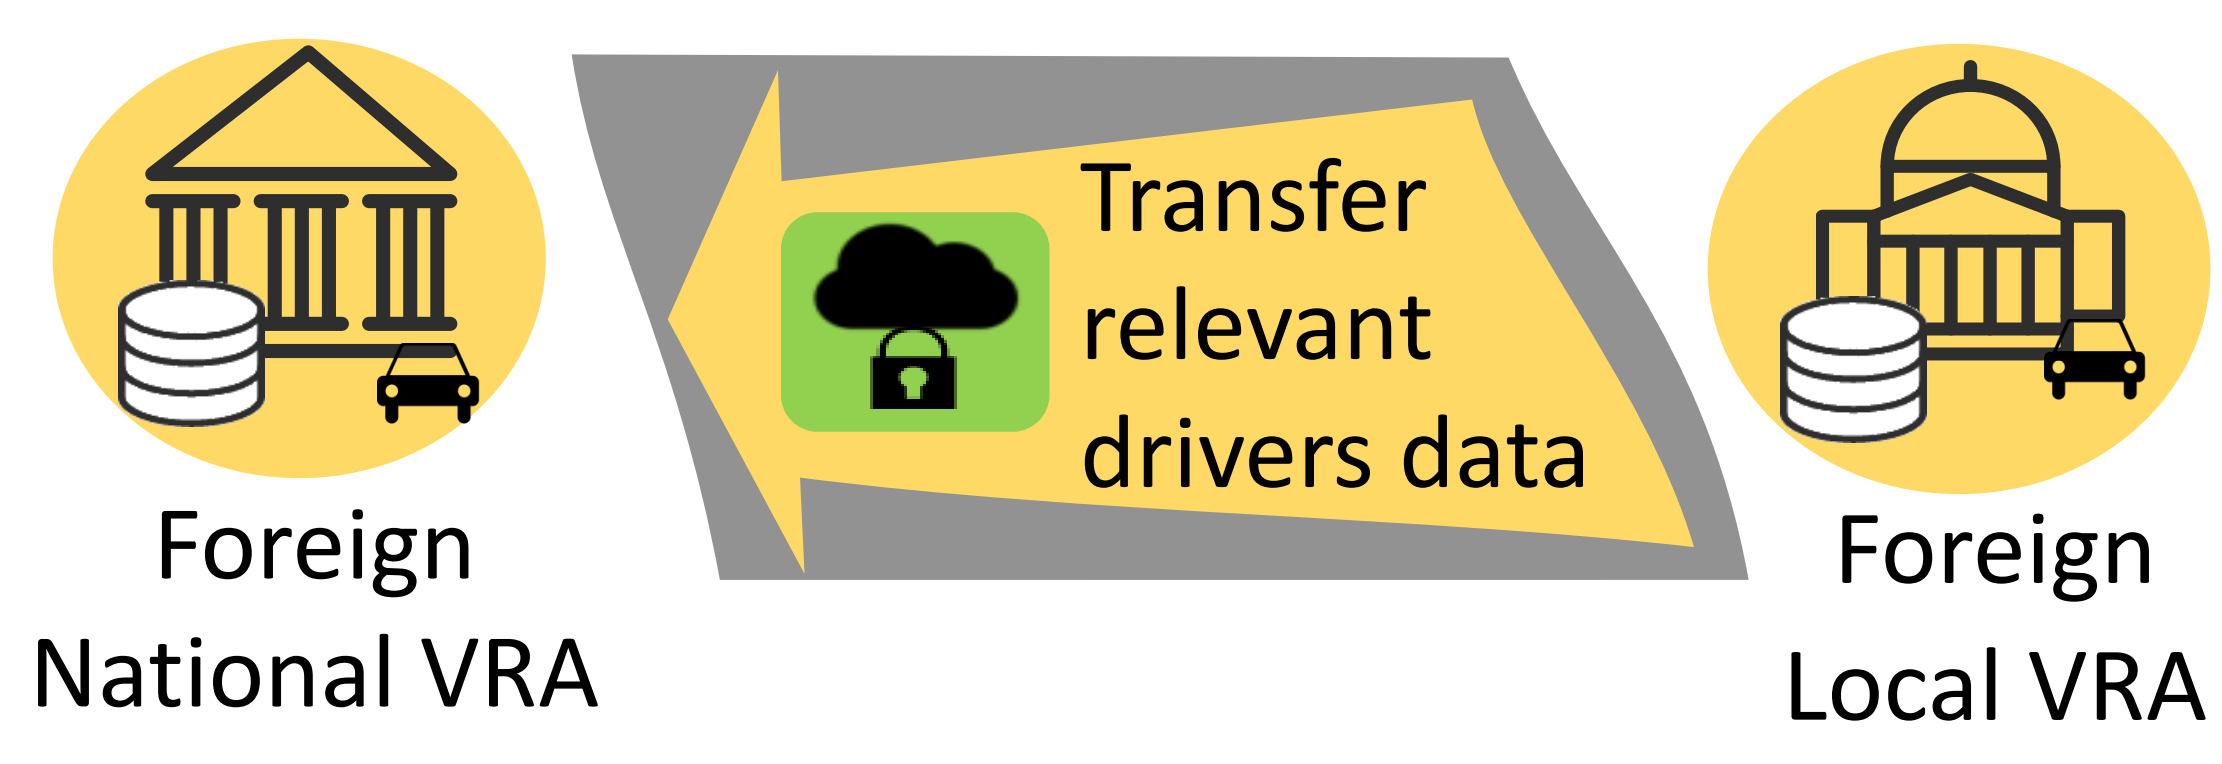 Transfer
relevant
drivers data
Foreign
National VRA
Foreign
Local VRA